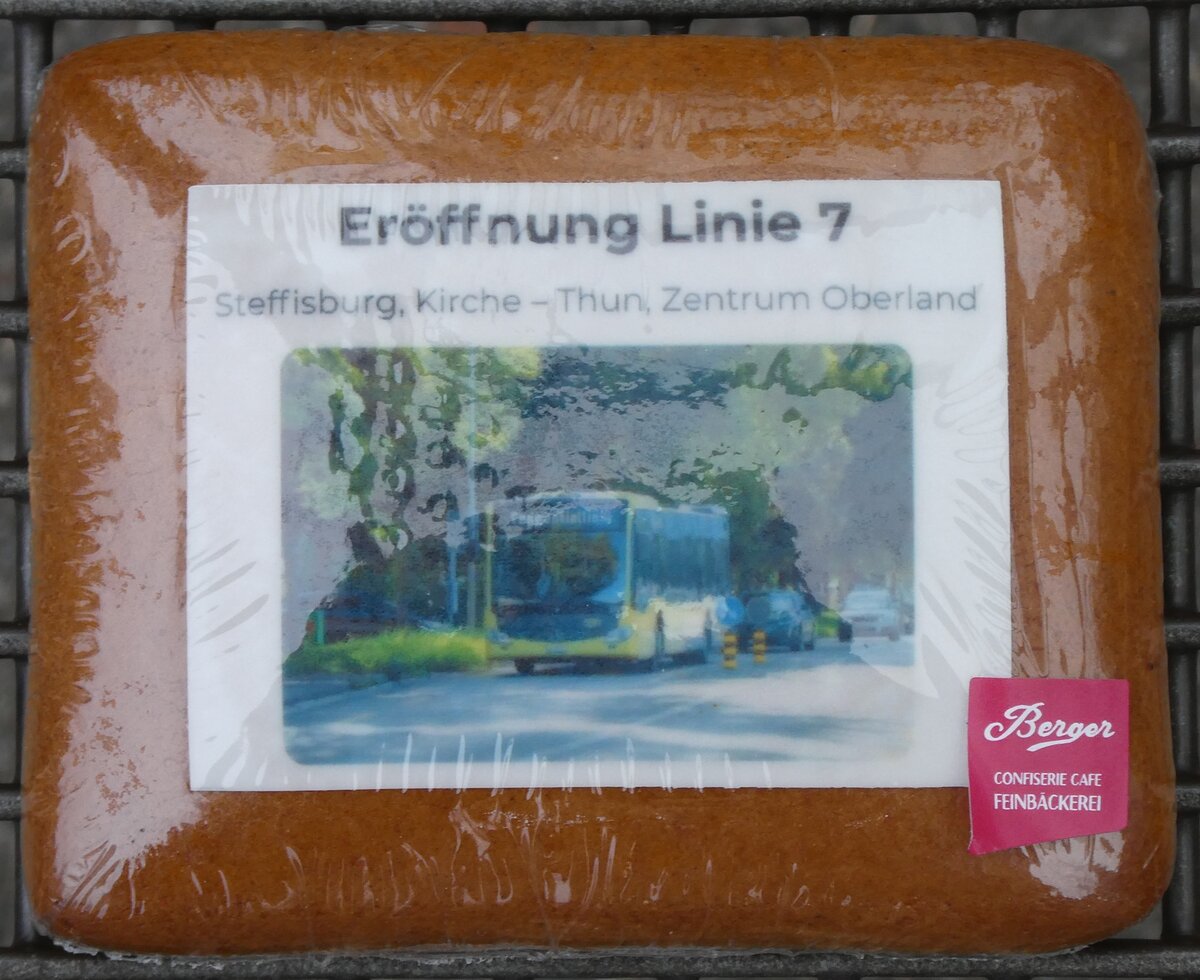 Eröffnung Linie 7
Steffisburg, Kirche – Thun, Zentrum Oberland
Berger
CONFISERIE CAFE
FEINBÄCKEREI